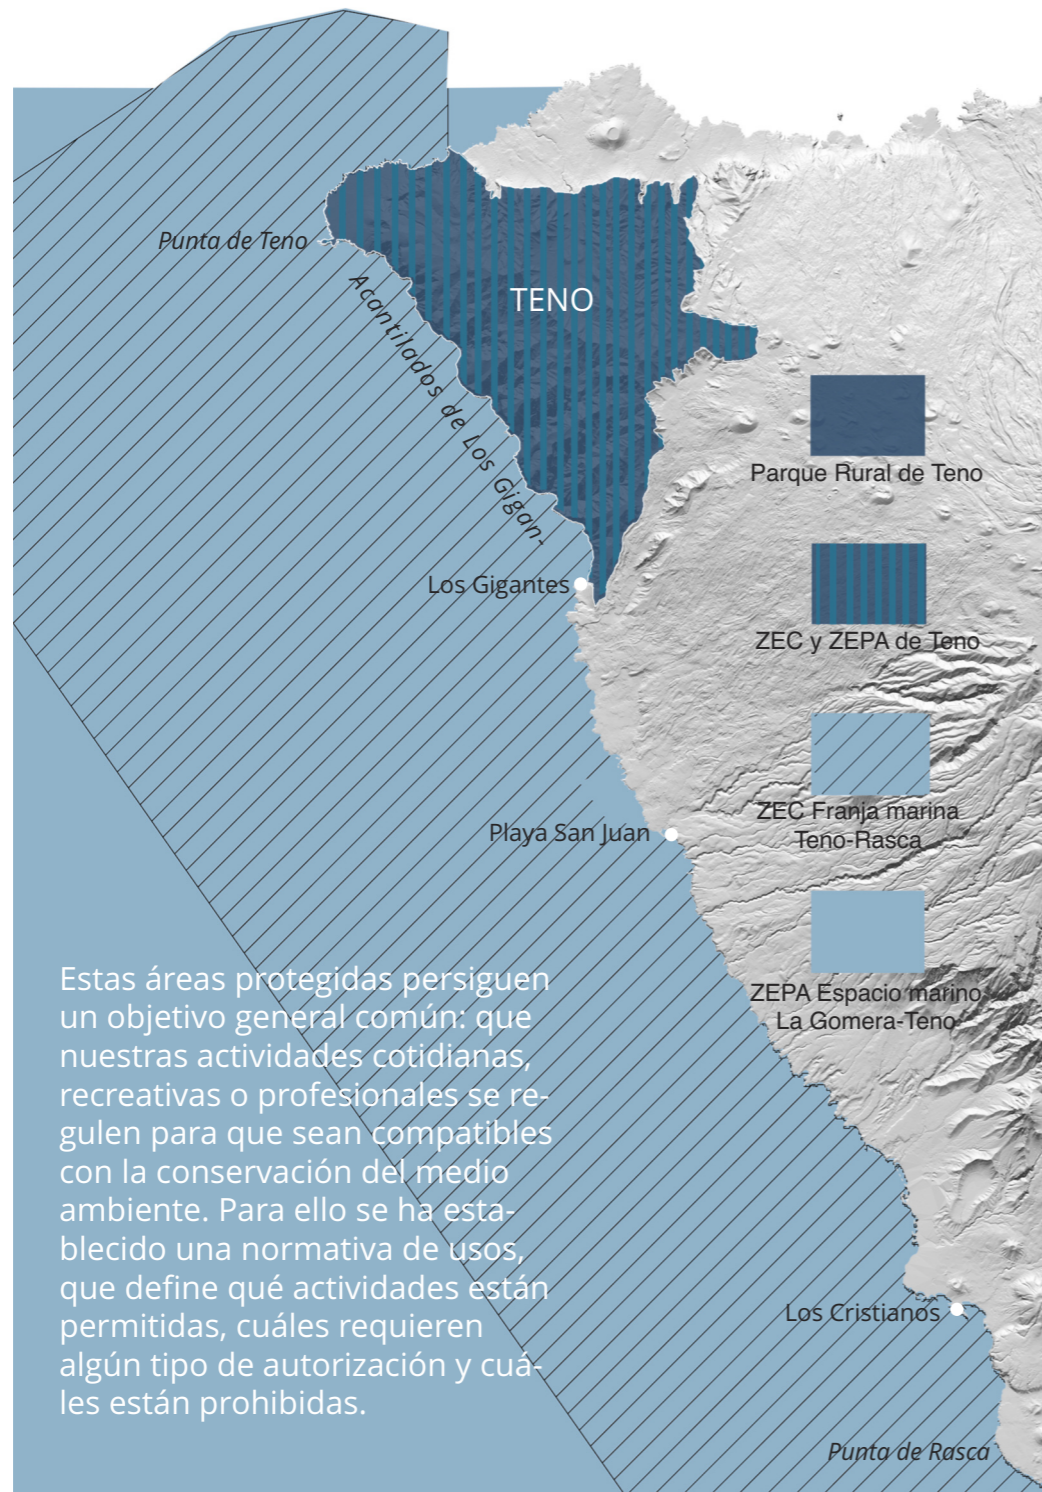 Punta de Teno
TENO
Acantilados de Los Gigan-
Parque Rural de Teno
Los Gigantes
ZEC y ZEPA de Teno
ZEC Franja marina
Teno-Rasca
Playa San Juan
ZEPA Espacio marino
La Gomera-Teno
Estas áreas protegidas persiguen
un objetivo general común: que
nuestras actividades cotidianas,
recreativas o profesionales se re-
gulen para que sean compatibles
con la conservación del medio
ambiente. Para ello se ha esta-
blecido una normativa de usos,
que define qué actividades están
permitidas, cuáles requieren
algún tipo de autorización y cuá-
les están prohibidas.
Los Cristianos
Punta de Rasca